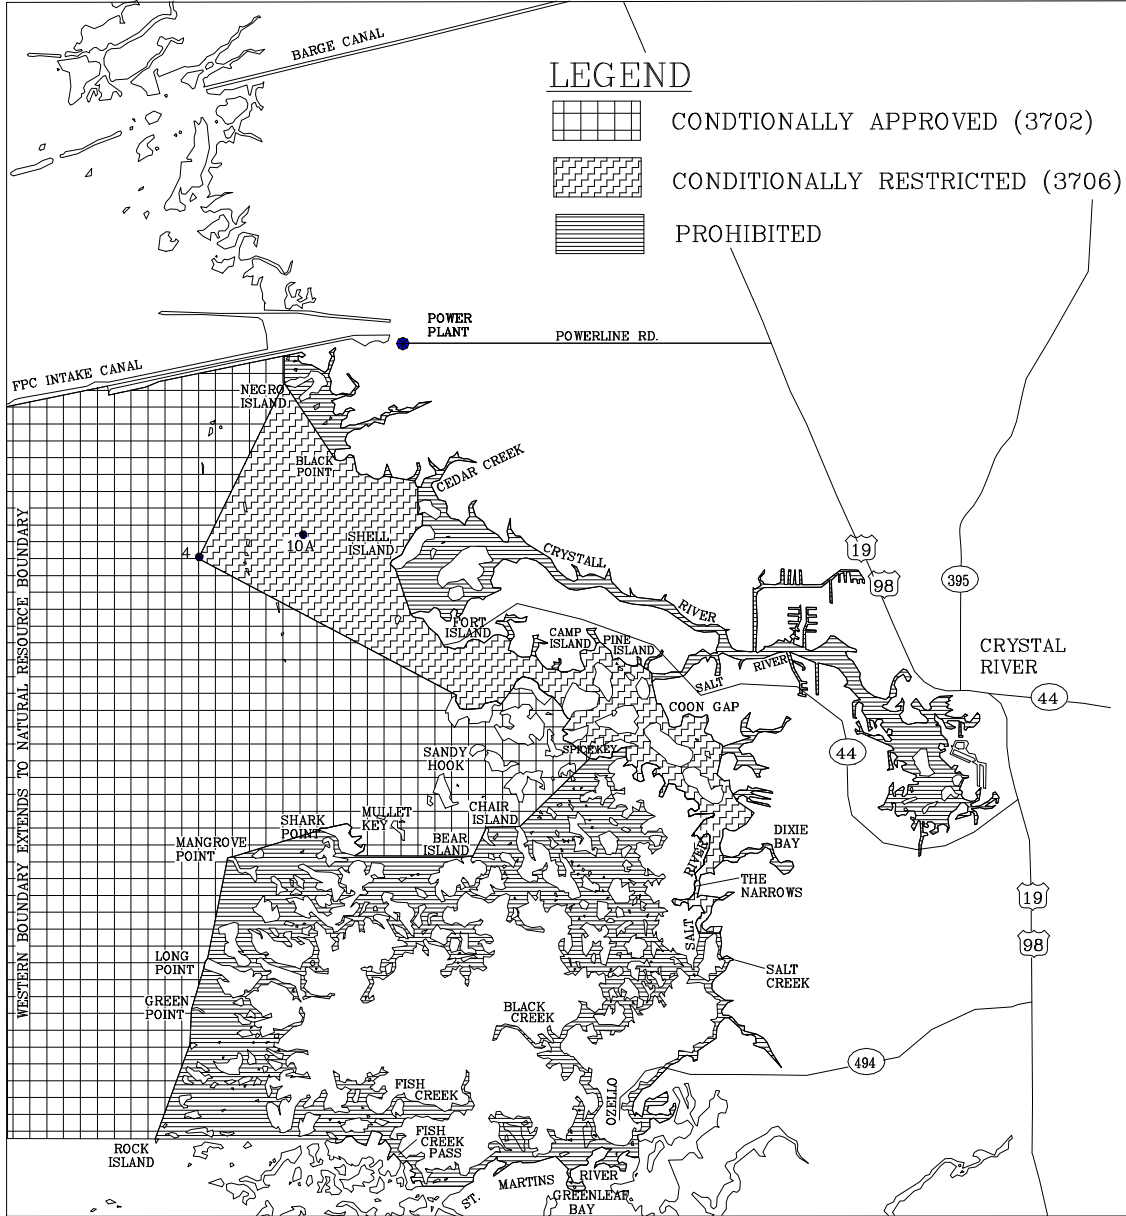 BARGE CANAL
LEGEND
CONDTIONALLY APPROVED (3702)
CONDITIONALLY RESTRICTED (3706)
PROHIBITED
POWER
PLANT
POWERLINE RD.
FPC INTAKE CANAL
NEGRO
ISLAND
BLACK
POINT
CEDAR CREEK
4
10A
SHELL
ISLAND
CRYSTALL
RIVER
19
98
395
FORT
ISLAND
CAMP
ISLAND
PINE
ISLAND
SALT
RIVER
CRYSTAL
RIVER
44
COON GAP
44
SPICEKEY
SANDY
HOOK
CHAIR
ISLAND
MULLET
KEY
SHARK
POINT
BEAR
ISLAND
MANGROVE
POINT
DIXIE
BAY
THE
NARROWS
SALT
RIVER
19
98
SALT
CREEK
LONG
POINT
GREEN
POINT
BLACK
CREEK
494
OZELLO
FISH
CREEK
FISH
CREEK
PASS
ROCK
ISLAND
ST.
MARTINS
RIVER
GREENLEAF
BAY
WESTERN BOUNDARY EXTENDS TO NATURAL RESOURCE BOUNDARY